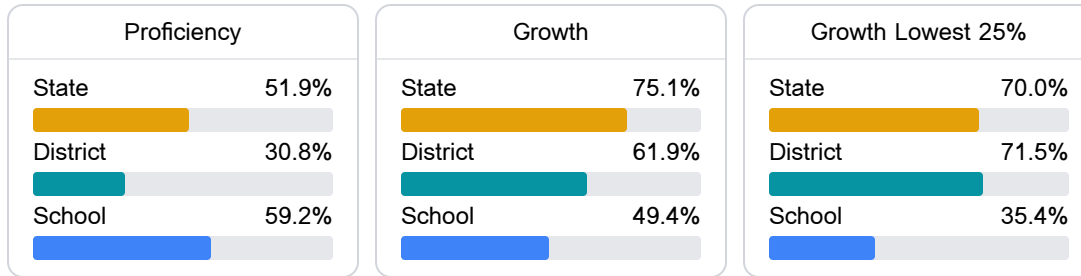 Proficiency
State 51.9%
District 30.8%
School 59.2%
Growth
State 75.1%
District 61.9%
School 49.4%
Growth Lowest 25%
State 70.0%
District 71.5%
School 35.4%